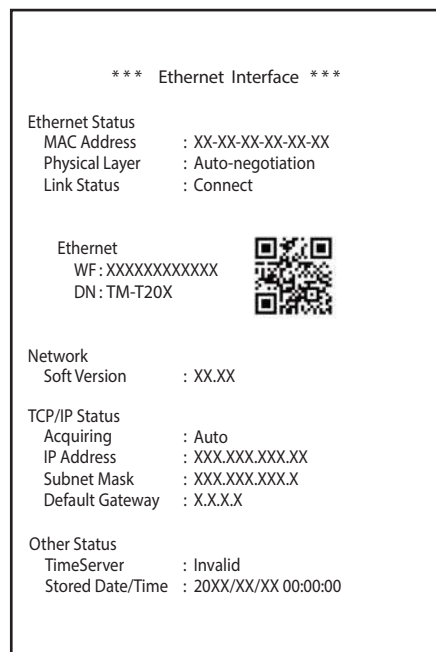 *** Ethernet Interface ***
Ethernet Status
MAC Address : XX-XX-XX-XX-XX-XX
Physical Layer : Auto-negotiation
Link Status : Connect
Ethernet
WF : XXXXXXXXXXXX
DN : TM-T20X
Network
Soft Version : XX.XX
TCP/IP Status
Acquiring : Auto
IP Address : XXX.XXX.XXX.XX
Subnet Mask : XXX.XXX.XXX.X
Default Gateway : X.X.X.X
Other Status
TimeServer : Invalid
Stored Date/Time : 20XX/XX/XX 00:00:00